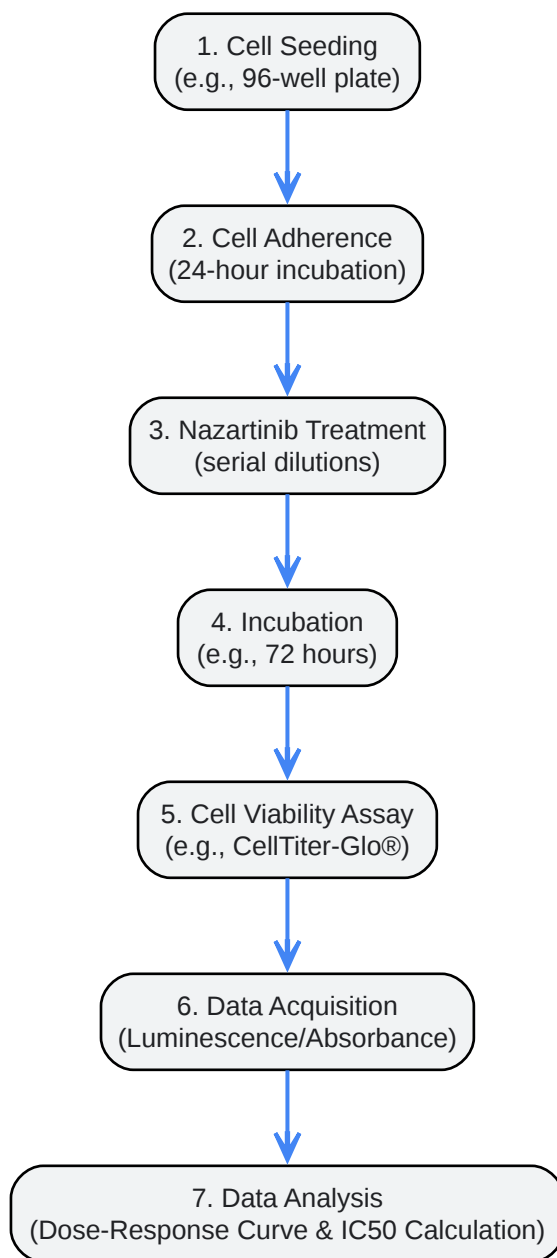 1. Cell Seeding
(e.g., 96-well plate)
2. Cell Adherence
(24-hour incubation)
3. Nazartinib Treatment
(serial dilutions)
4. Incubation
(e.g., 72 hours)
5. Cell Viability Assay
(e.g., CellTiter-Glo®)
6. Data Acquisition
(Luminescence/Absorbance)
7. Data Analysis
(Dose-Response Curve & IC50 Calculation)